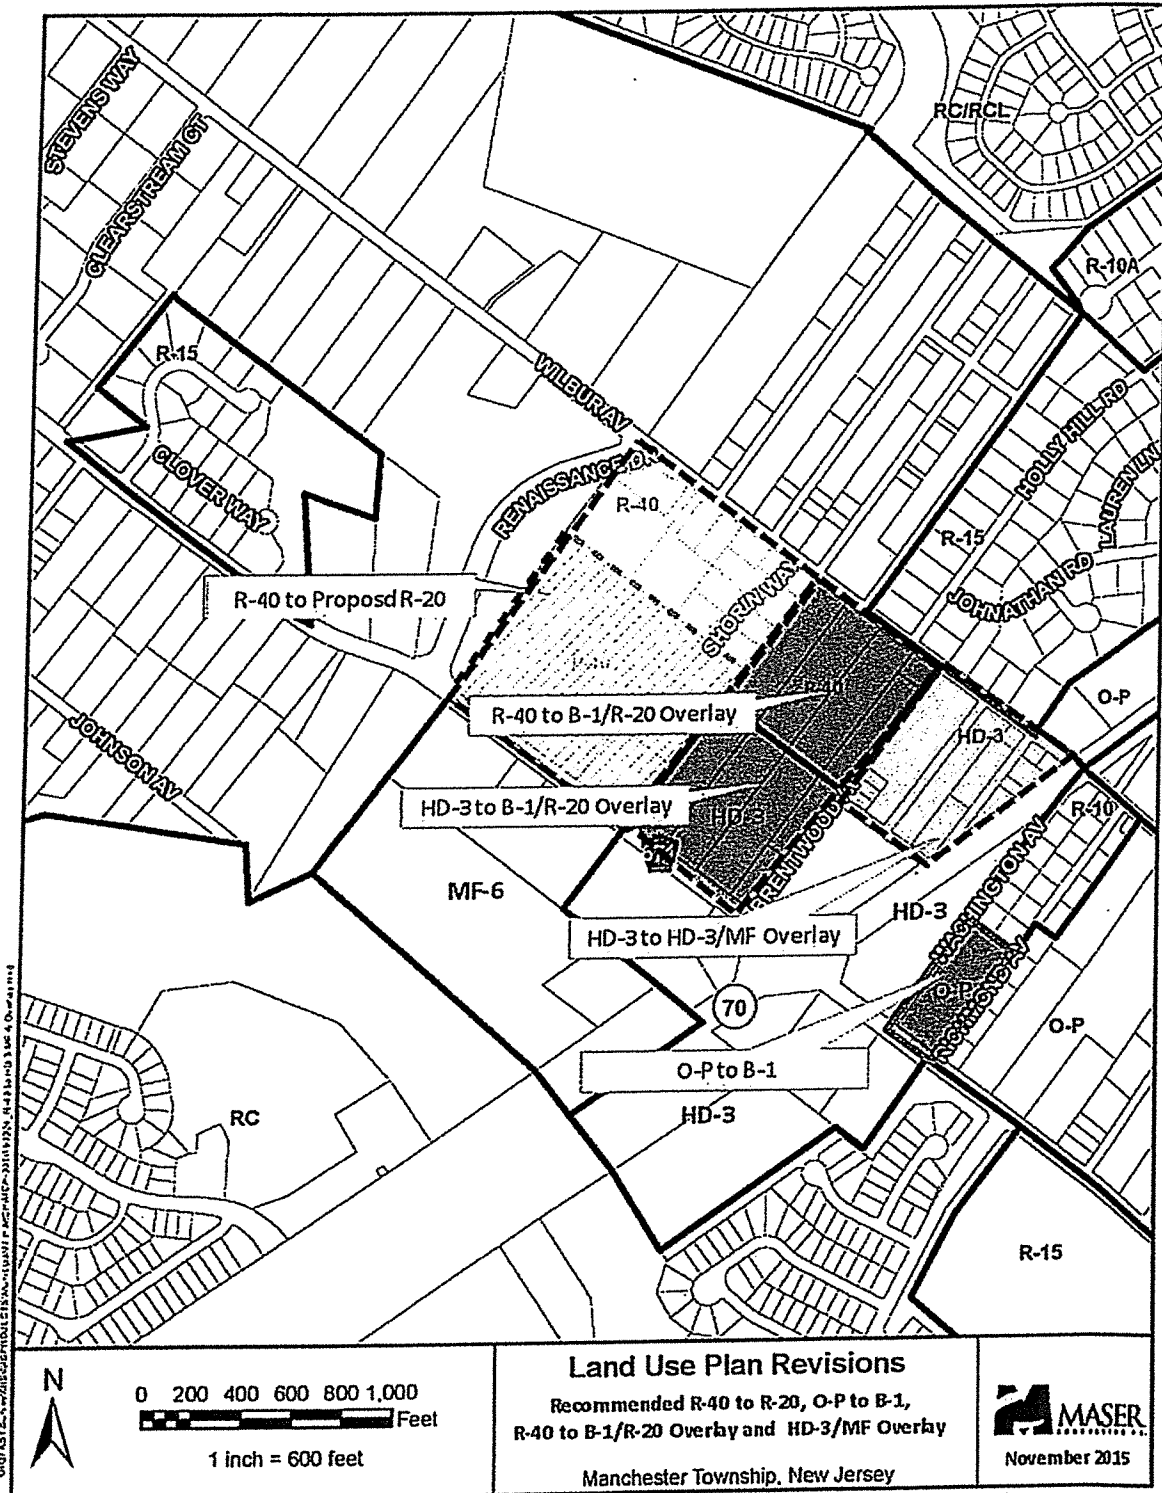 STEVENS WAY
CLEARSTREAM CT
RC/RCL
R-10A
R-15
WILBUR AV
HOLLY HILL RD
LAUREN LN
CLOVER WAY
RENAISSANCE DR
R-40
R-15
JOHNATHAN RD
SHORIN WAY
R-40 to Proposd R-20
O-P
R-40 to B-1/R-20 Overlay
HD-3
JOHNSON AV
HD-3 to B-1/R-20 Overlay
HD-3
R-10
BRENTWOOD
MF-6
WASHINGTON AV
HD-3
HD-3 to HD-3/MF Overlay
O-P
RICHMOND AV
70
O-P
O-P to B-1
RC
HD-3
R-15
N
0 200 400 600 800 1,000
Feet
1 inch = 600 feet
Land Use Plan Revisions
Recommended R-40 to R-20, O-P to B-1,
R-40 to B-1/R-20 Overlay and HD-3/MF Overlay
Manchester Township, New Jersey
MASER
November 2015